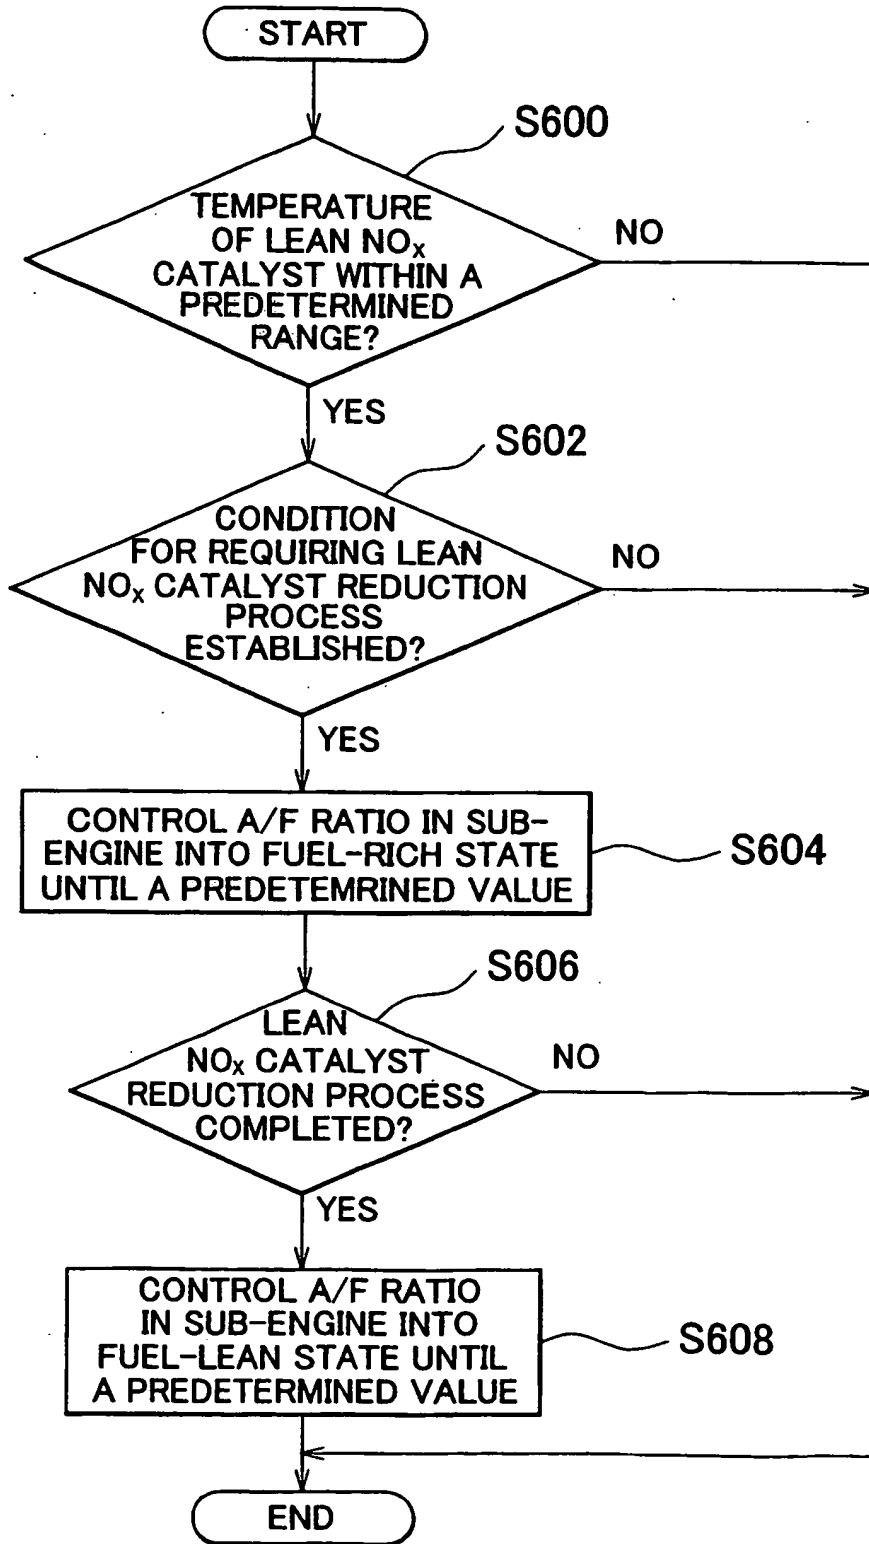 START
S600
TEMPERATURE
OF LEAN NOx
CATALYST WITHIN A
PREDETERMINED
RANGE?
NO
YES
S602
CONDITION
FOR REQUIRING LEAN
NOx CATALYST REDUCTION
PROCESS
ESTABLISHED?
NO
YES
CONTROL A/F RATIO IN SUB-
ENGINE INTO FUEL-RICH STATE
UNTIL A PREDETEMRINED VALUE
S604
S606
LEAN
NOx CATALYST
REDUCTION PROCESS
COMPLETED?
NO
YES
CONTROL A/F RATIO
IN SUB-ENGINE INTO
FUEL-LEAN STATE UNTIL
A PREDETERMINED VALUE
S608
END